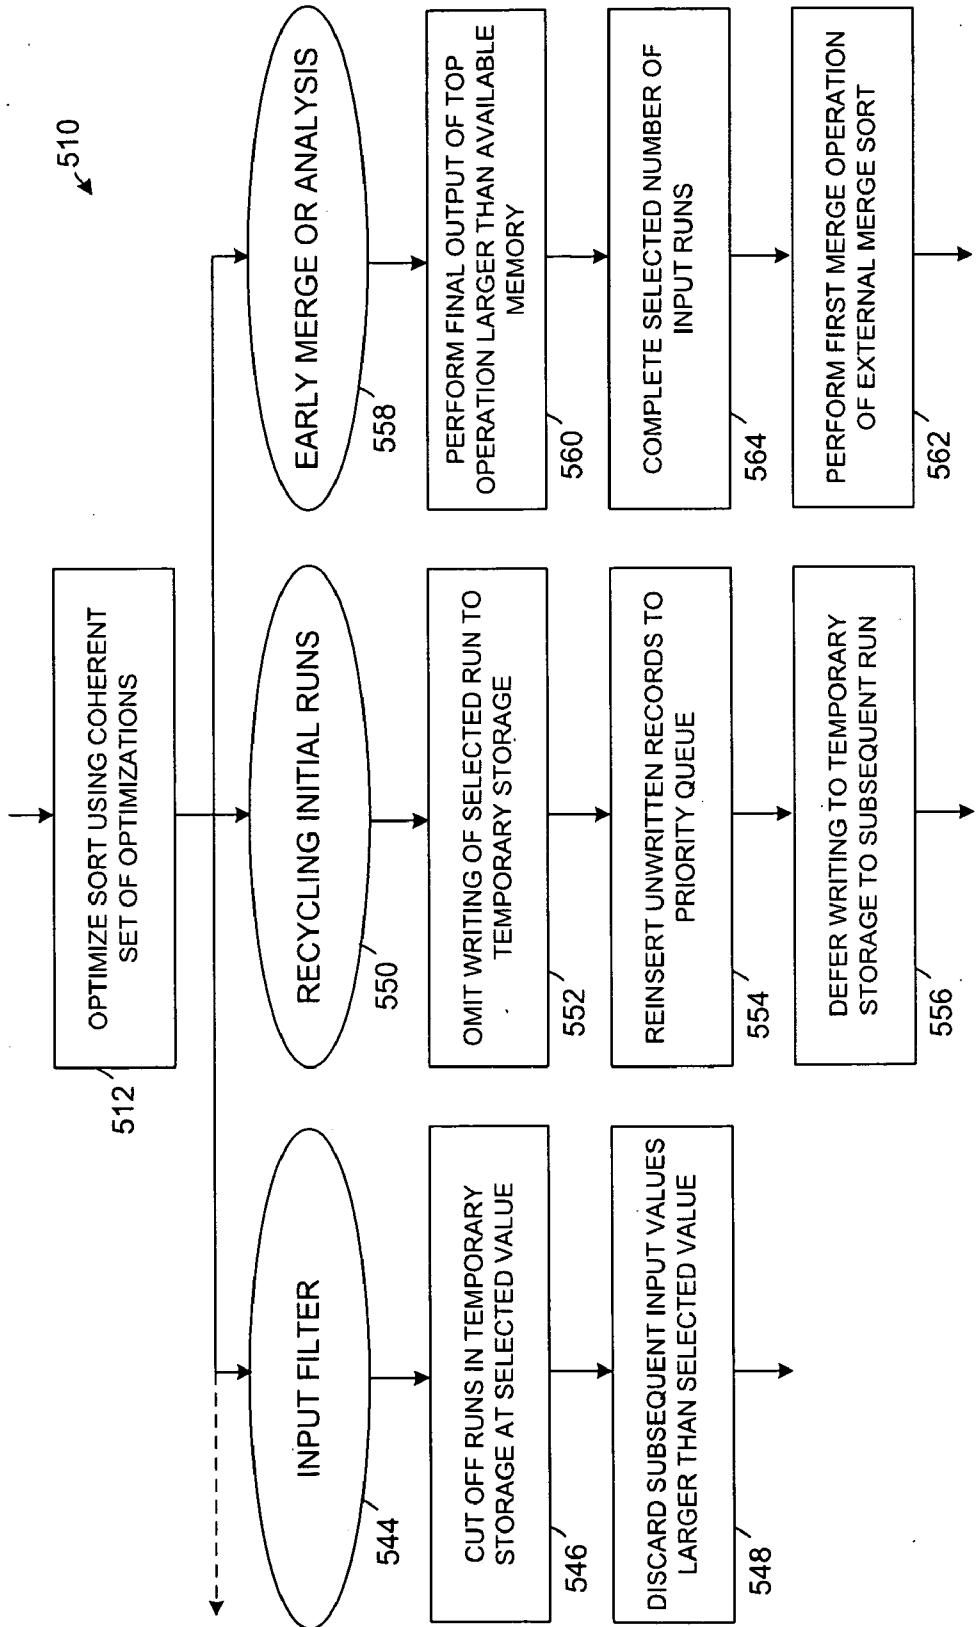 510
OPTIMIZE SORT USING COHERENT
SET OF OPTIMIZATIONS
512
INPUT FILTER
544
CUT OFF RUNS IN TEMPORARY
STORAGE AT SELECTED VALUE
546
DISCARD SUBSEQUENT INPUT VALUES
LARGER THAN SELECTED VALUE
548
RECYCLING INITIAL RUNS
550
OMIT WRITING OF SELECTED RUN TO
TEMPORARY STORAGE
552
REINSERT UNWRITTEN RECORDS TO
PRIORITY QUEUE
554
DEFER WRITING TO TEMPORARY
STORAGE TO SUBSEQUENT RUN
556
EARLY MERGE OR ANALYSIS
558
PERFORM FINAL OUTPUT OF TOP
OPERATION LARGER THAN AVAILABLE
MEMORY
560
COMPLETE SELECTED NUMBER OF
INPUT RUNS
564
PERFORM FIRST MERGE OPERATION
OF EXTERNAL MERGE SORT
562